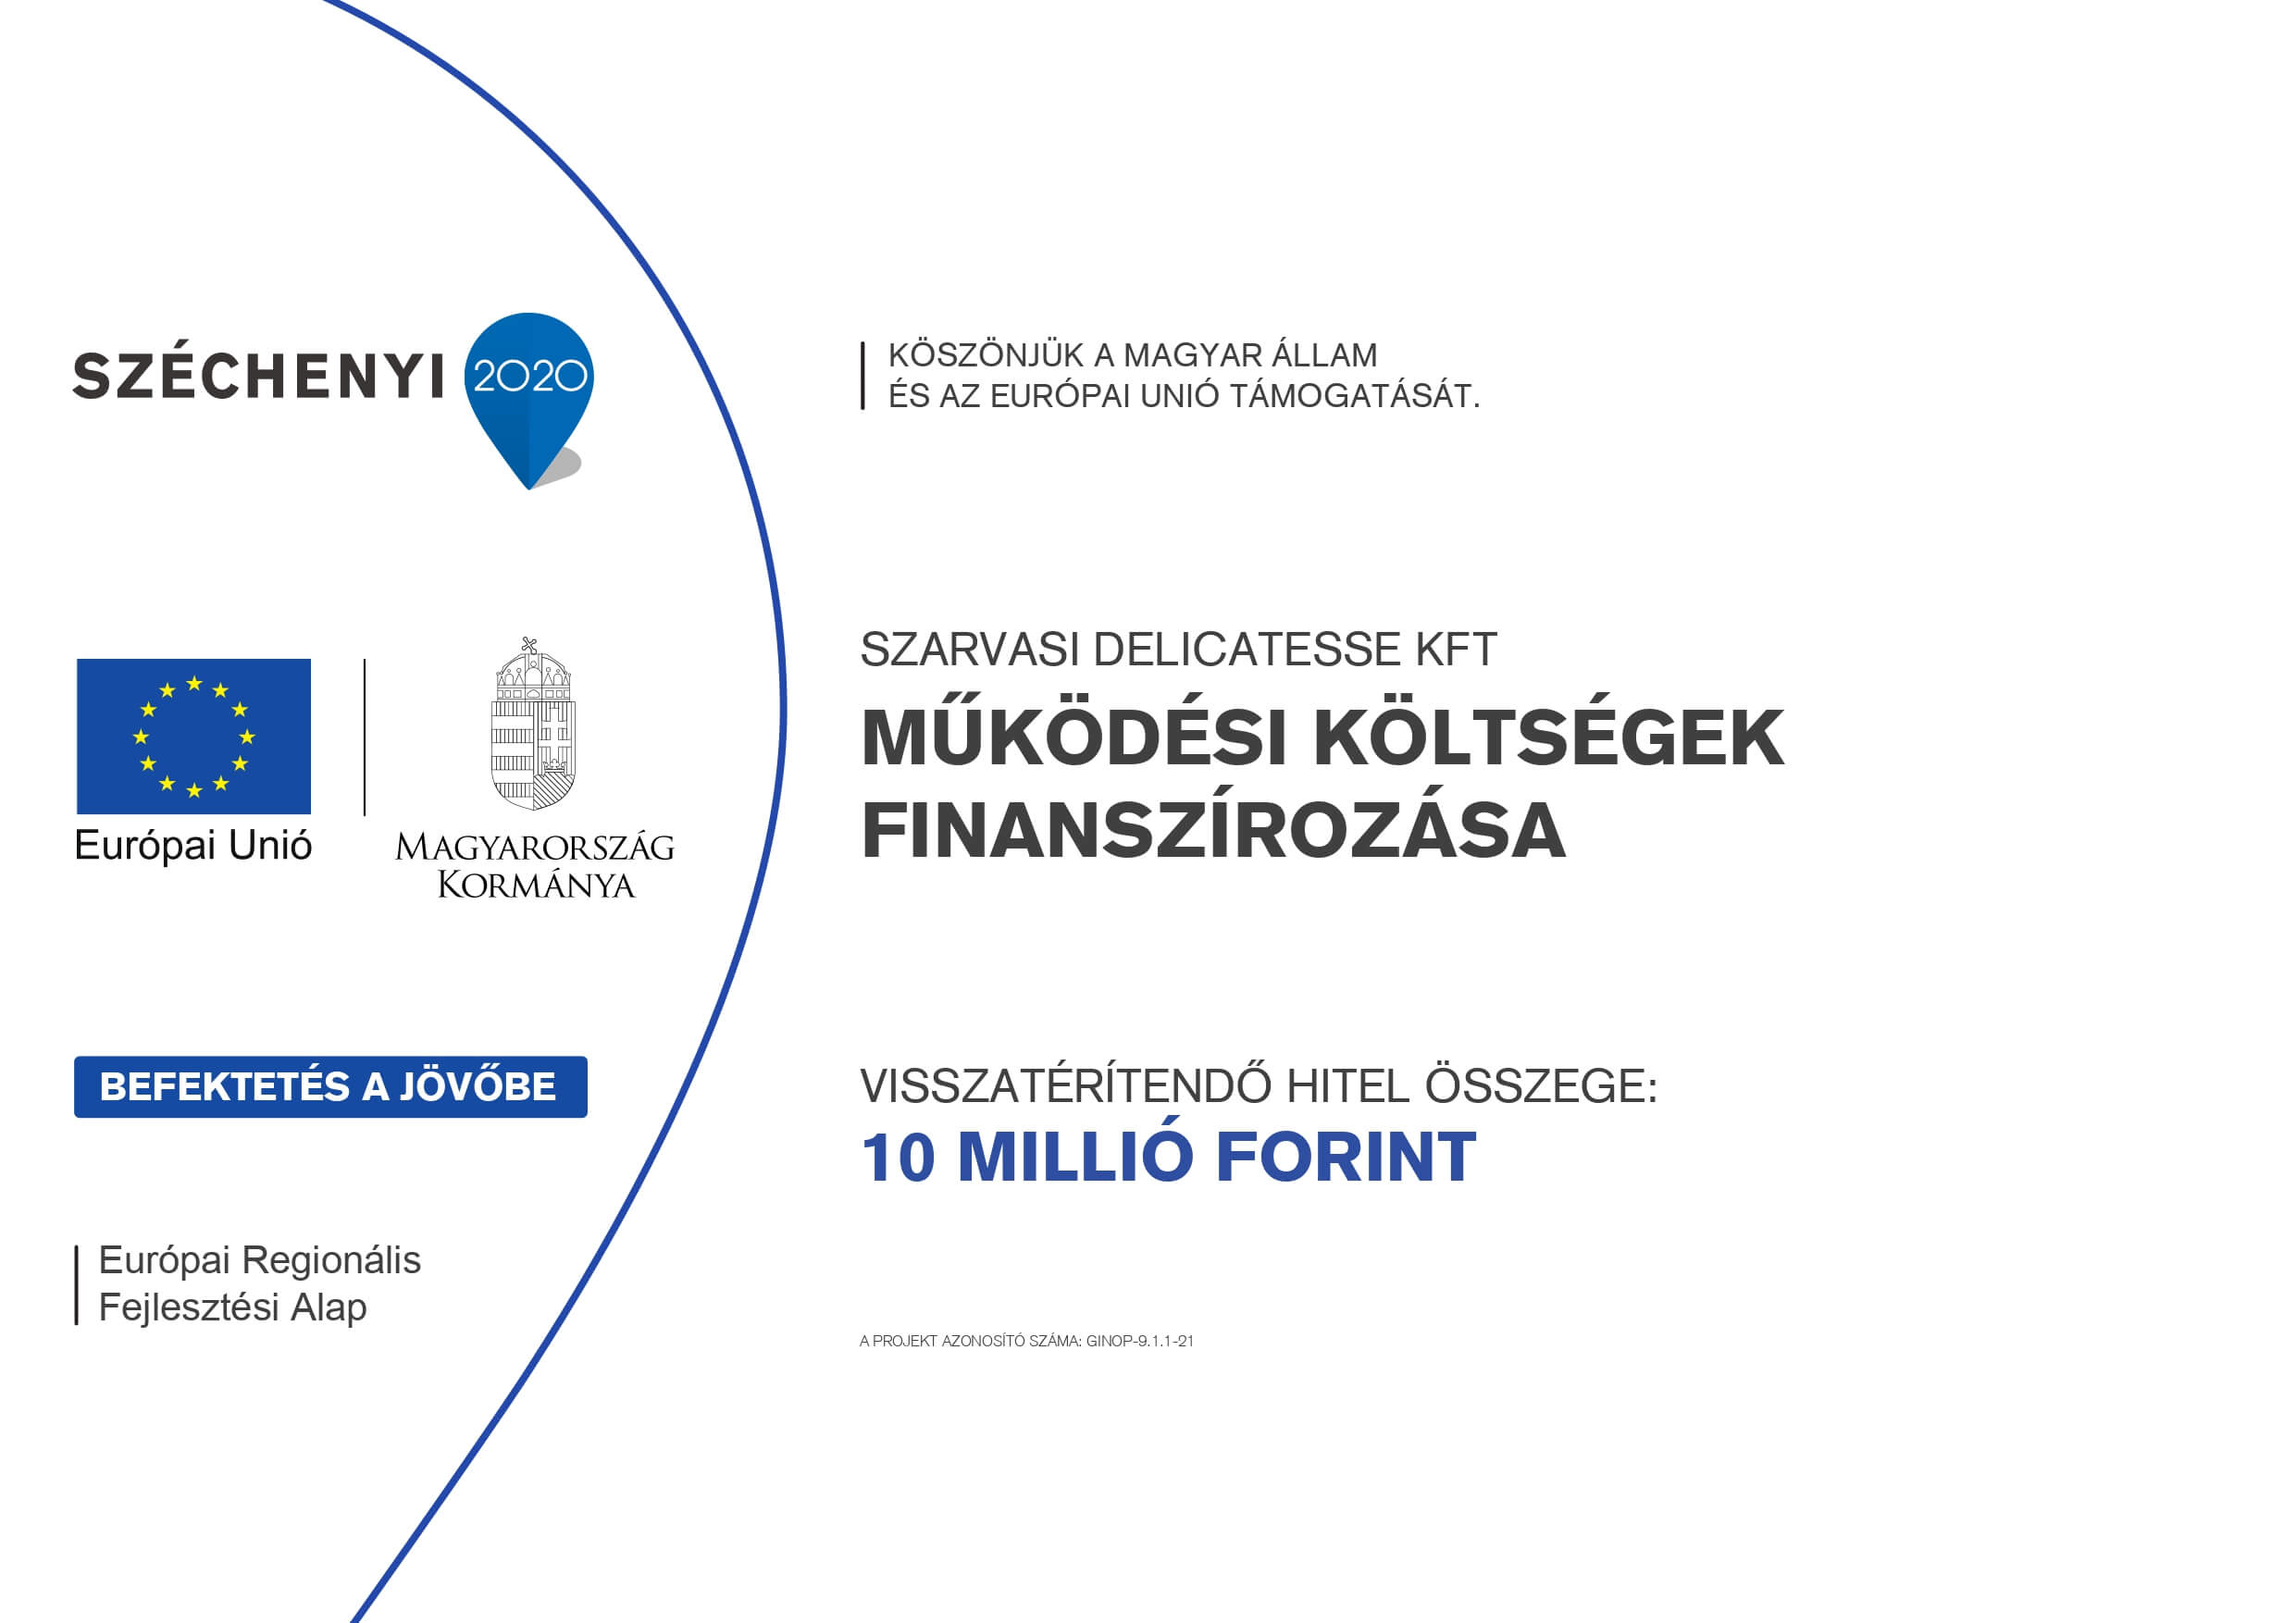 SZÉCHENYI 2020
Európai Unió
MAGYARORSZÁG
KORMÁNYA
BEFEKTETÉS A JÖVŐBE
Európai Regionális
Fejlesztési Alap
KÖSZÖNJÜK A MAGYAR ÁLLAM
ÉS AZ EURÓPAI UNIÓ TÁMOGATÁSÁT.
SZARVASI DELICATESSE KFT
MŰKÖDÉSI KÖLTSÉGEK
FINANSZÍROZÁSA
VISSZATÉRÍTENDŐ HITEL ÖSSZEGE:
10 MILLIÓ FORINT
A PROJEKT AZONOSÍTÓ SZÁMA: GINOP-9.1.1-21